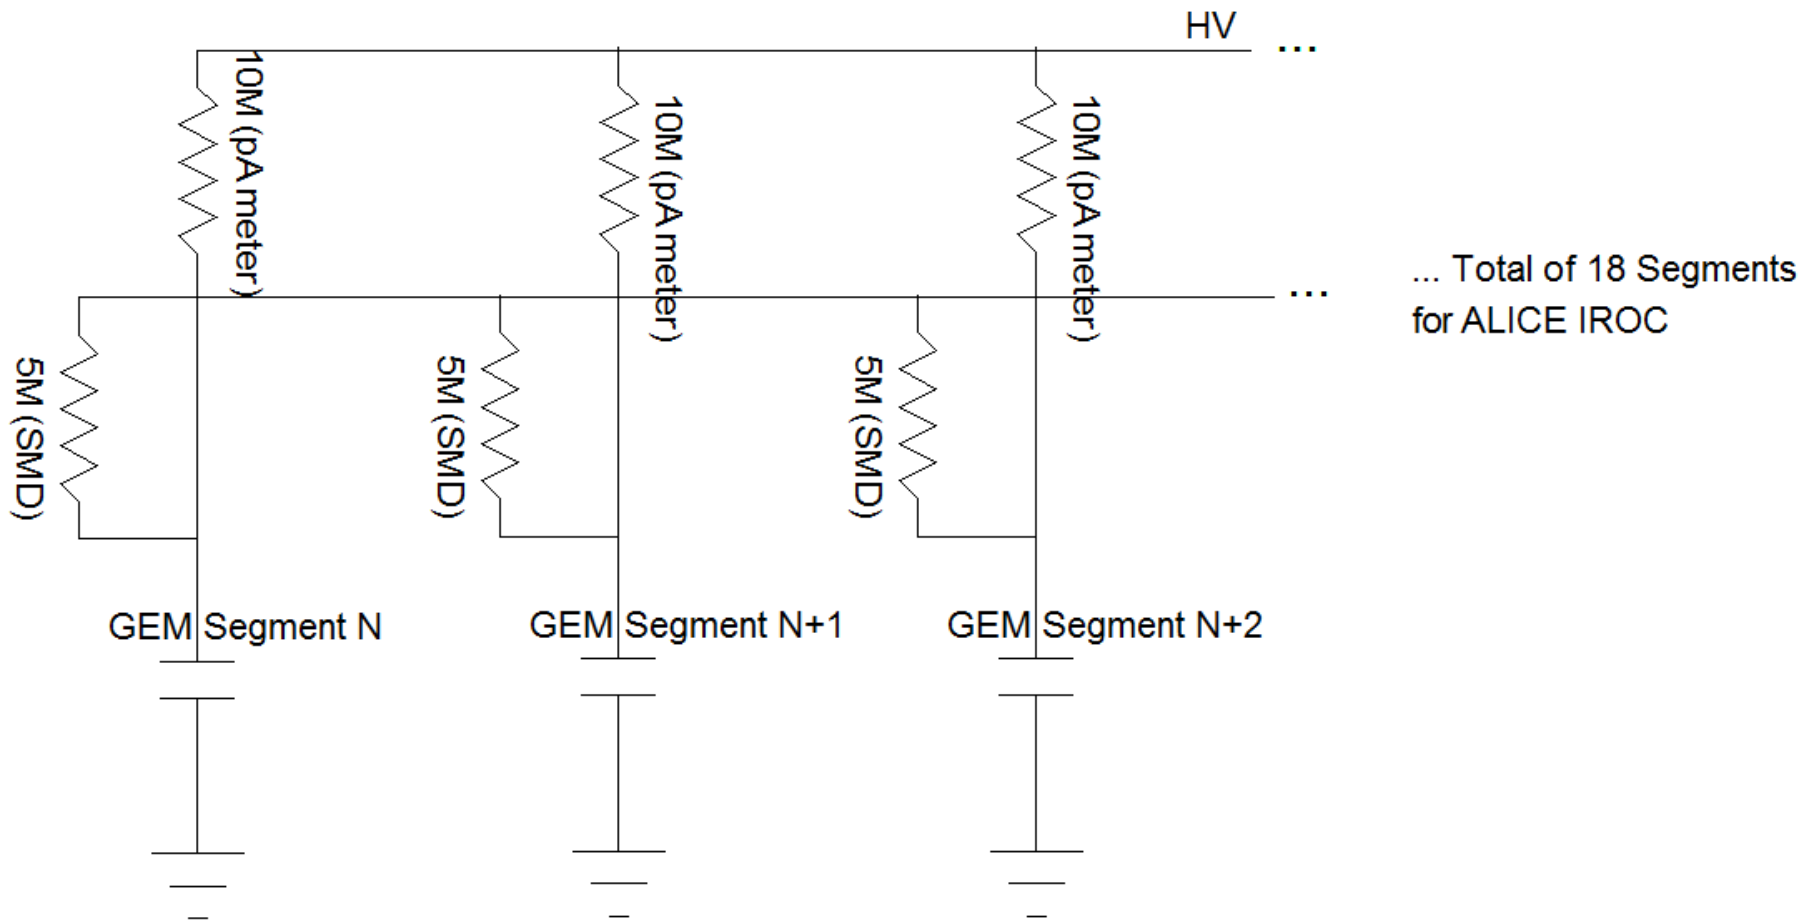 HV
...
10M (pA meter)
10M (pA meter)
10M (pA meter)
...
... Total of 18 Segments
for ALICE IROC
5M (SMD)
5M (SMD)
5M (SMD)
GEM Segment N
GEM Segment N+1
GEM Segment N+2